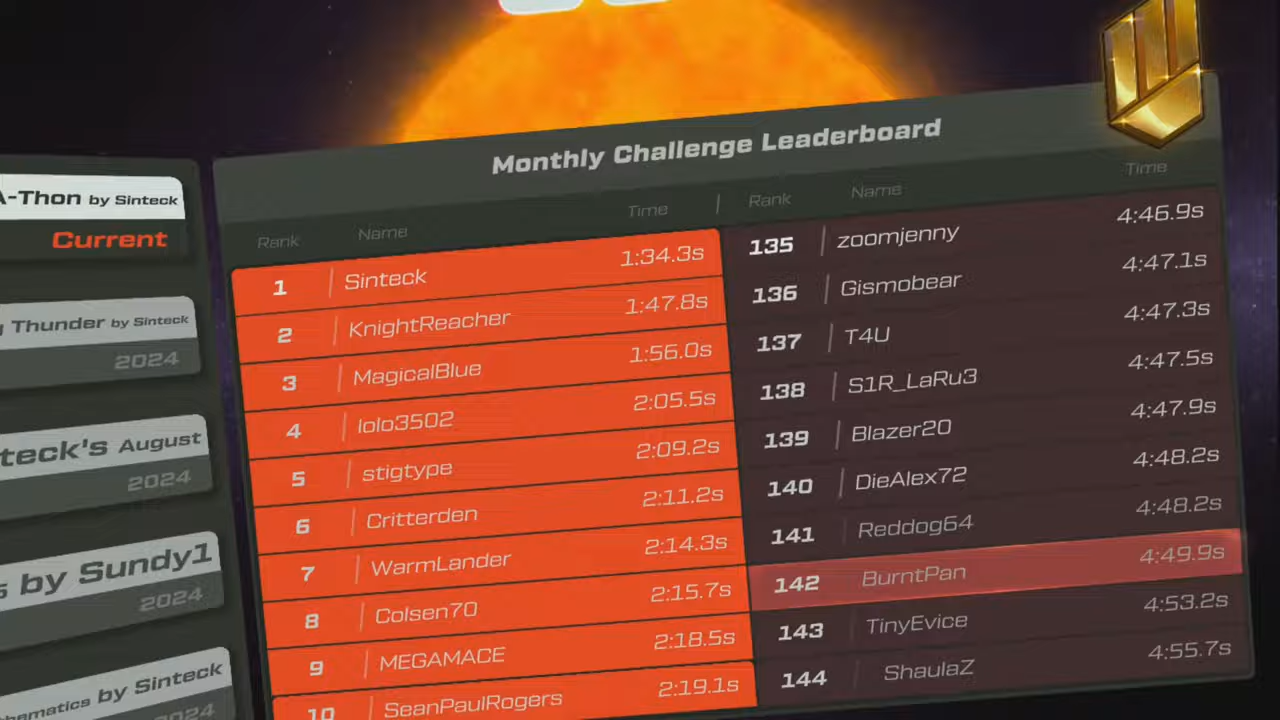 A-Thon by Sinteck
Current
Thunder by Sinteck
2024
teck's August
2024
s by Sundy1
2024
hematics by Sinteck
2024
Monthly Challenge Leaderboard
Rank Name Time
1 Sinteck 1:34.3s
2 KnightReacher 1:47.8s
3 MagicalBlue 1:56.0s
4 lolo3502 2:05.5s
5 stigtype 2:09.2s
6 Critterden 2:11.2s
7 WarmLander 2:14.3s
8 Colsen70 2:15.7s
9 MEGAMACE 2:18.5s
10 SeanPaulRogers 2:19.1s
Rank Name Time
135 zoomjenny 4:46.9s
136 Gismobear 4:47.1s
137 T4U 4:47.3s
138 S1R_LaRu3 4:47.5s
139 Blazer20 4:47.9s
140 DieAlex72 4:48.2s
141 Reddog64 4:48.2s
142 BurntPan 4:49.9s
143 TinyEvice 4:53.2s
144 ShaulaZ 4:55.7s